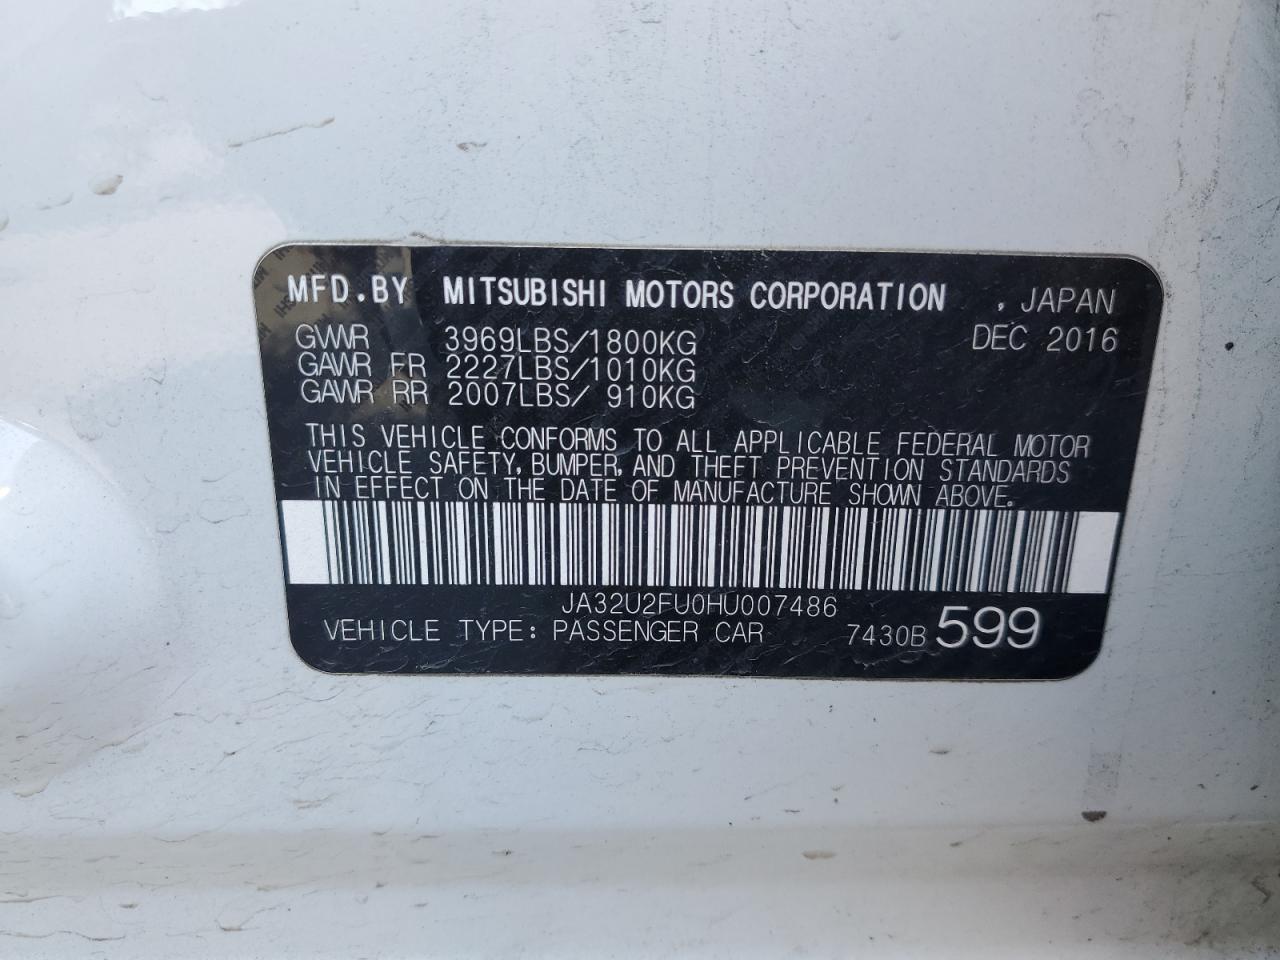 MFD.BY MITSUBISHI MOTORS CORPORATION , JAPAN
GVWR 3969LBS/1800KG DEC 2016
GAWR FR 2227LBS/1010KG
GAWR RR 2007LBS/ 910KG
THIS VEHICLE CONFORMS TO ALL APPLICABLE FEDERAL MOTOR
VEHICLE SAFETY, BUMPER, AND THEFT PREVENTION STANDARDS
IN EFFECT ON THE DATE OF MANUFACTURE SHOWN ABOVE.
JA32U2FU0HU007486
VEHICLE TYPE: PASSENGER CAR 7430B 599